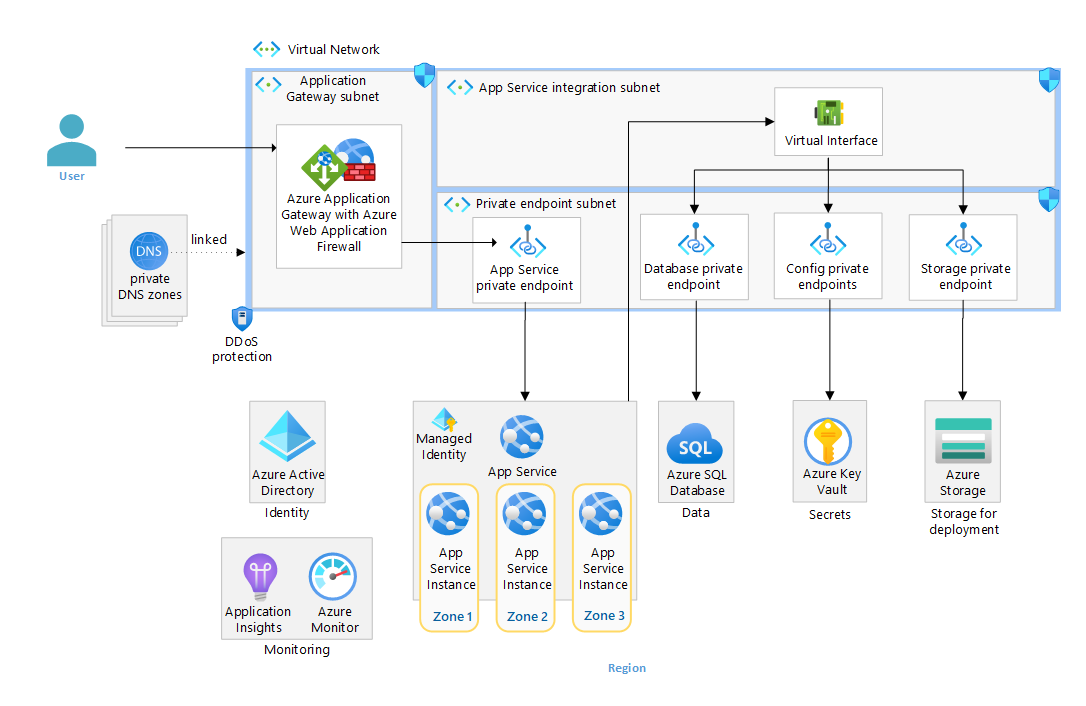 Virtual Network
Application
Gateway subnet
App Service integration subnet
Virtual Interface
User
Azure Application
Gateway with Azure
Web Application
Firewall
Private endpoint subnet
App Service
private endpoint
Database private
endpoint
Config private
endpoints
Storage private
endpoint
DNS
private
DNS zones
linked
DDoS
protection
Azure Active
Directory
Identity
Managed
Identity
App Service
App
Service
Instance
Zone 1
App
Service
Instance
Zone 2
App
Service
Instance
Zone 3
SQL
Azure SQL
Database
Data
Azure Key
Vault
Secrets
Azure
Storage
Storage for
deployment
Application
Insights
Azure
Monitor
Monitoring
Region